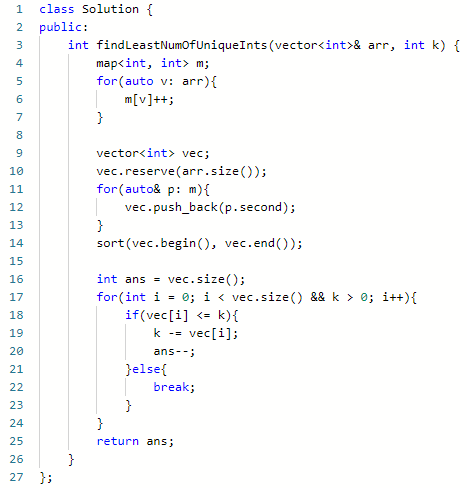 1 class Solution {
2 public:
3     int findLeastNumOfUniqueInts(vector<int>& arr, int k) {
4         map<int, int> m;
5         for(auto v: arr){
6             m[v]++;
7         }
8
9         vector<int> vec;
10         vec.reserve(arr.size());
11         for(auto& p: m){
12             vec.push_back(p.second);
13         }
14         sort(vec.begin(), vec.end());
15
16         int ans = vec.size();
17         for(int i = 0; i < vec.size() && k > 0; i++){
18             if(vec[i] <= k){
19                 k -= vec[i];
20                 ans--;
21             }else{
22                 break;
23             }
24         }
25         return ans;
26     }
27 };